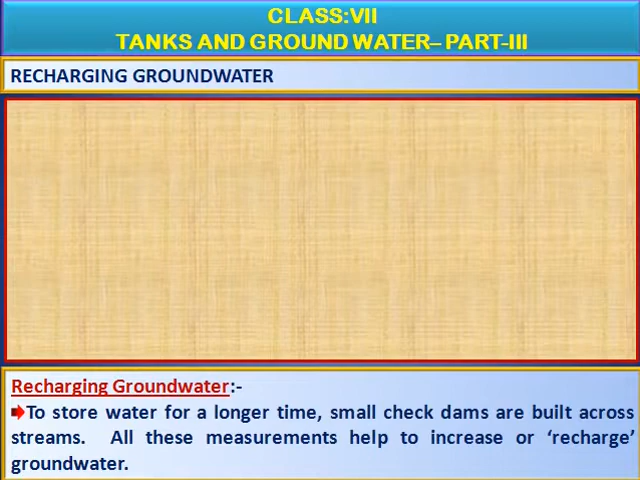 CLASS:VII
TANKS AND GROUND WATER– PART-III
RECHARGING GROUNDWATER
Recharging Groundwater:-
To store water for a longer time, small check dams are built across
streams. All these measurements help to increase or ‘recharge’
groundwater.